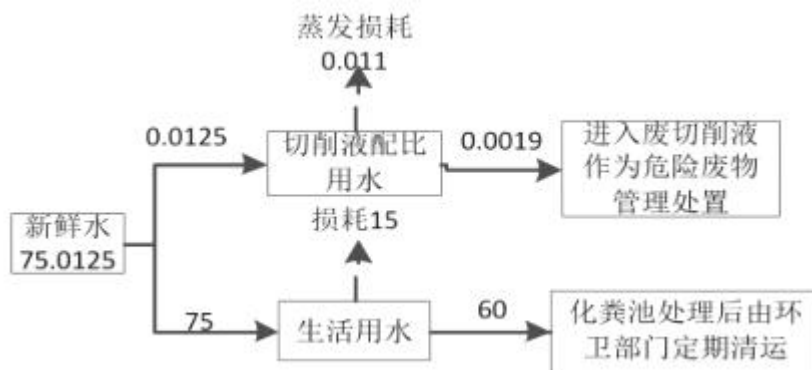 蒸发损耗
0.011
0.0125
切削液配比
用水
0.0019
进入废切削液
作为危险废物
管理处置
新鲜水
75.0125
损耗15
75
生活用水
60
化粪池处理后由环
卫部门定期清运